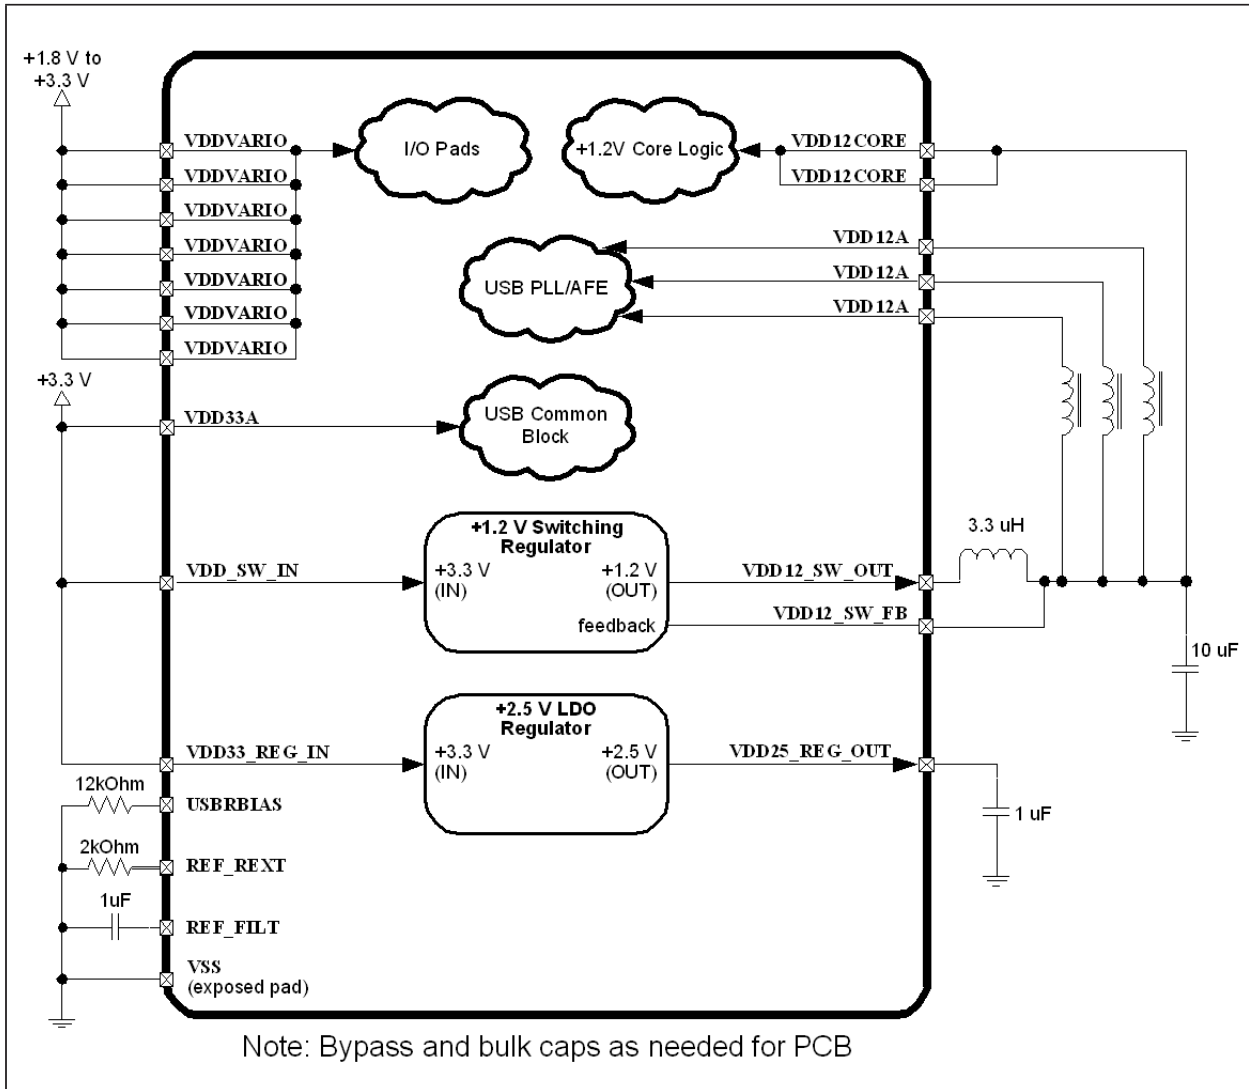 +1.8 V to
+3.3 V
VDDVARIO
VDDVARIO
VDDVARIO
VDDVARIO
VDDVARIO
VDDVARIO
VDDVARIO
I/O Pads
+1.2V Core Logic
VDD12CORE
VDD12CORE
VDD12A
VDD12A
VDD12A
USB PLL/AFE
+3.3 V
VDD33A
USB Common
Block
+1.2 V Switching
Regulator
VDD_SW_IN
+3.3 V
(IN)
+1.2 V
(OUT)
feedback
VDD12_SW_OUT
VDD12_SW_FB
3.3 uH
10 uF
+2.5 V LDO
Regulator
VDD33_REG_IN
+3.3 V
(IN)
+2.5 V
(OUT)
VDD25_REG_OUT
1 uF
12kOhm
USBRBIAS
2kOhm
REF_REXT
1uF
REF_FILT
VSS
(exposed pad)
Note: Bypass and bulk caps as needed for PCB